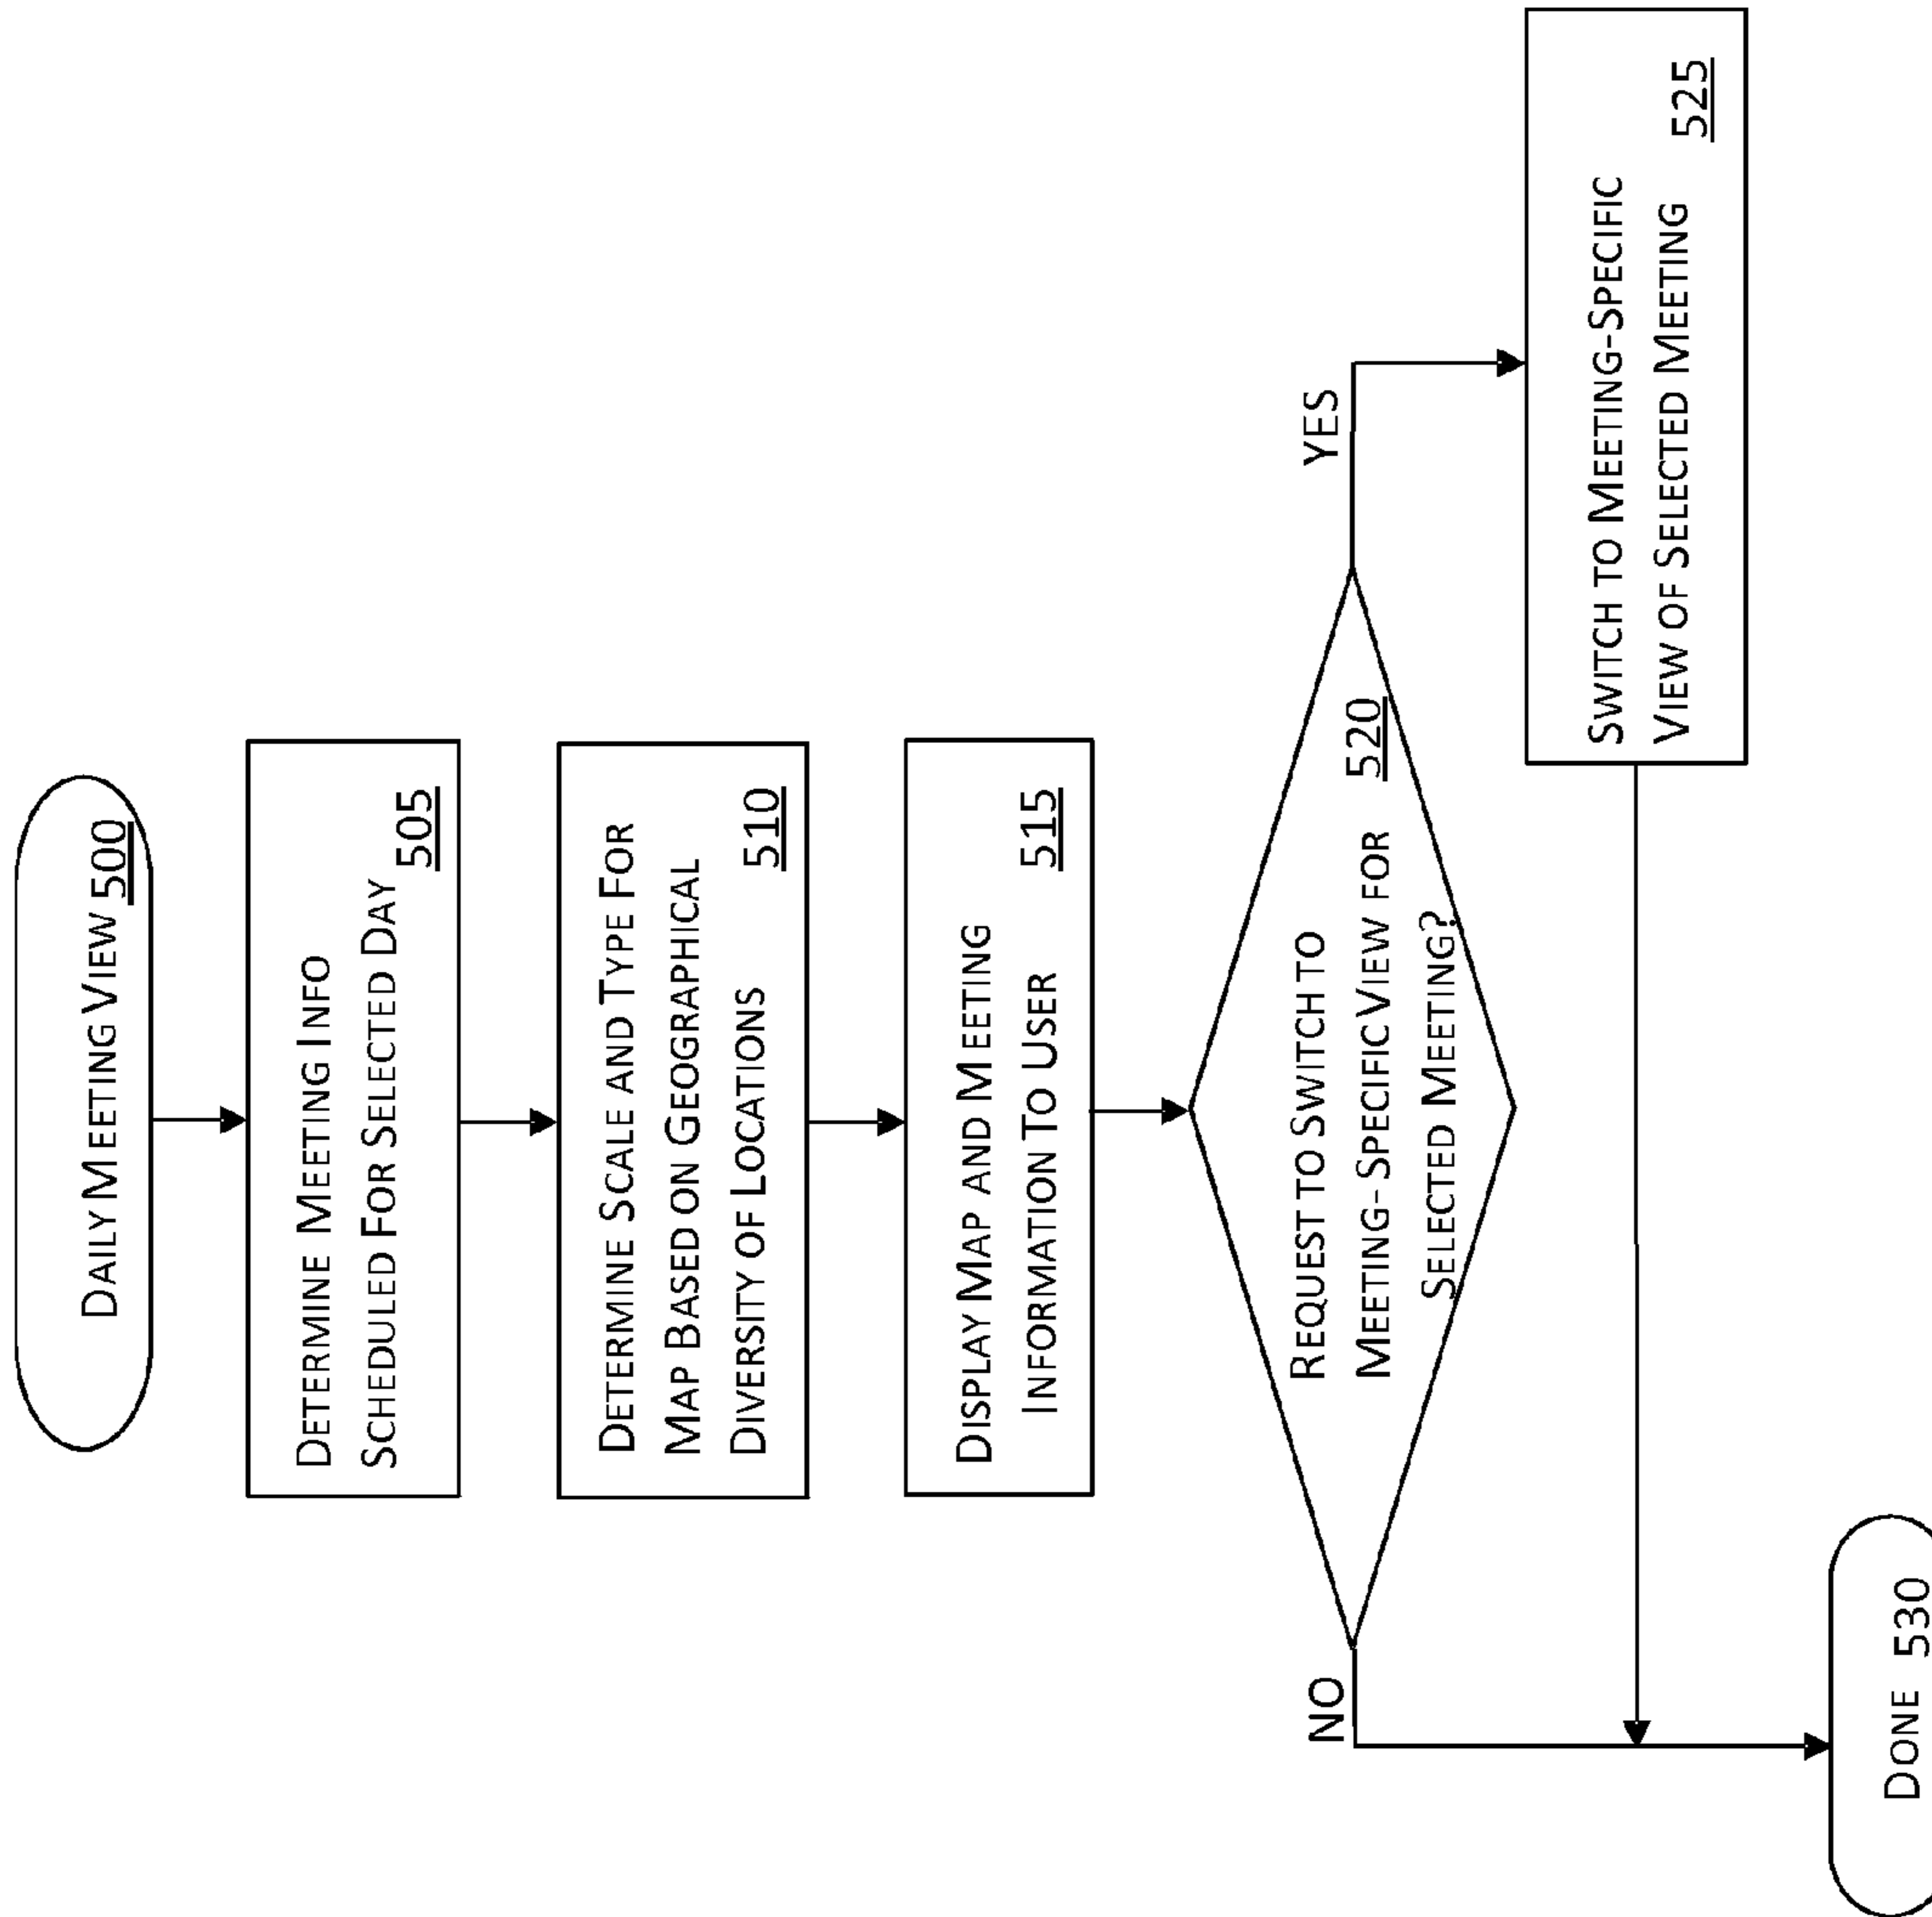 DAILY MEETING VIEW 500
DETERMINE MEETING INFO
SCHEDULED FOR SELECTED DAY
505
DETERMINE SCALE AND TYPE FOR
MAP BASED ON GEOGRAPHICAL
DIVERSITY OF LOCATIONS 510
DISPLAY MAP AND MEETING
INFORMATION TO USER 515
REQUEST TO SWITCH TO
MEETING-SPECIFIC VIEW FOR 520
SELECTED MEETING?
NO
YES
SWITCH TO MEETING-SPECIFIC
VIEW OF SELECTED MEETING 525
DONE 530